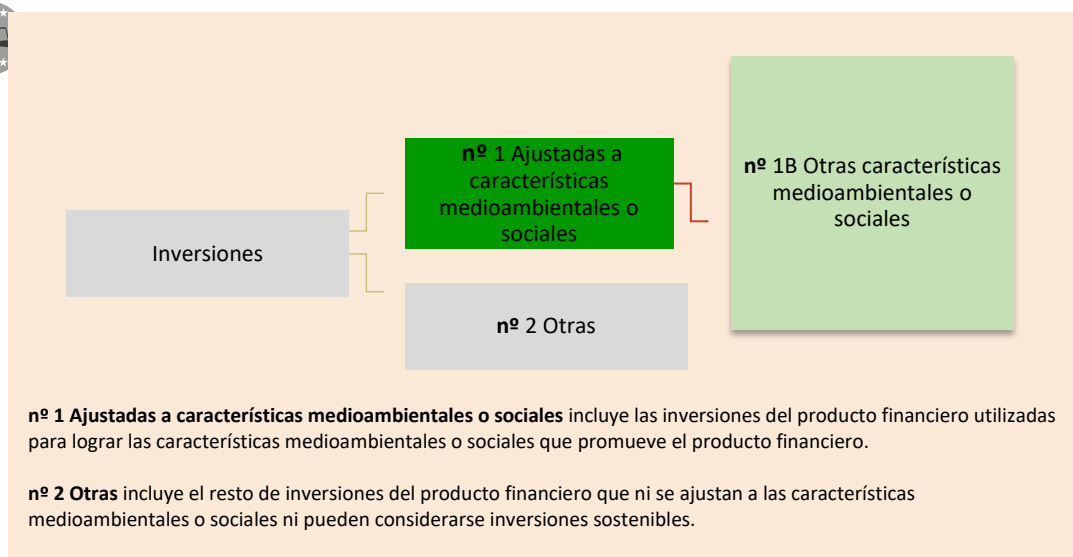 nº 1 Ajustadas a
características
medioambientales o
sociales
nº 1B Otras características
medioambientales o
sociales
Inversiones
nº 2 Otras
nº 1 Ajustadas a características medioambientales o sociales incluye las inversiones del producto financiero utilizadas
para lograr las características medioambientales o sociales que promueve el producto financiero.
nº 2 Otras incluye el resto de inversiones del producto financiero que ni se ajustan a las características
medioambientales o sociales ni pueden considerarse inversiones sostenibles.